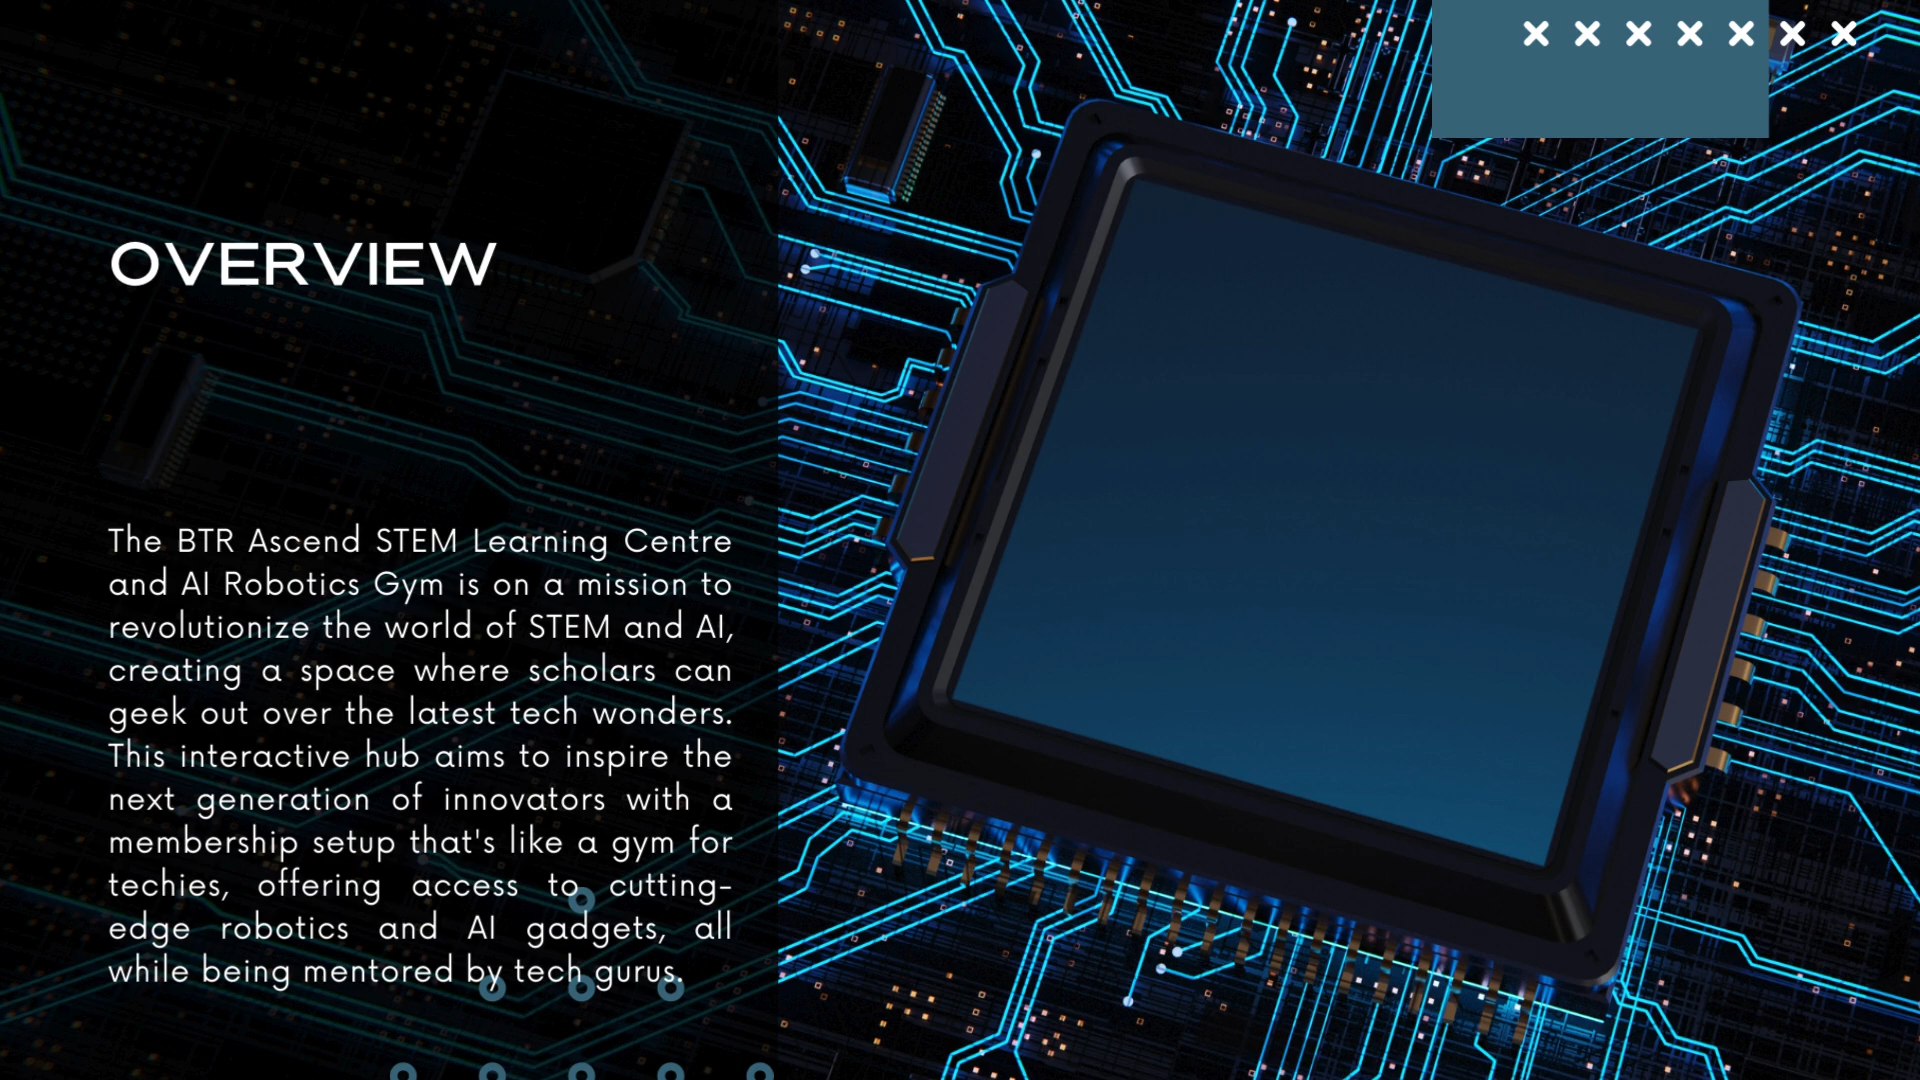 OVERVIEW
The BTR Ascend STEM Learning Centre
and AI Robotics Gym is on a mission to
revolutionize the world of STEM and AI,
creating a space where scholars can
geek out over the latest tech wonders.
This interactive hub aims to inspire the
next generation of innovators with a
membership setup that's like a gym for
techies, offering access to cutting-
edge robotics and AI gadgets, all
while being mentored by tech gurus.